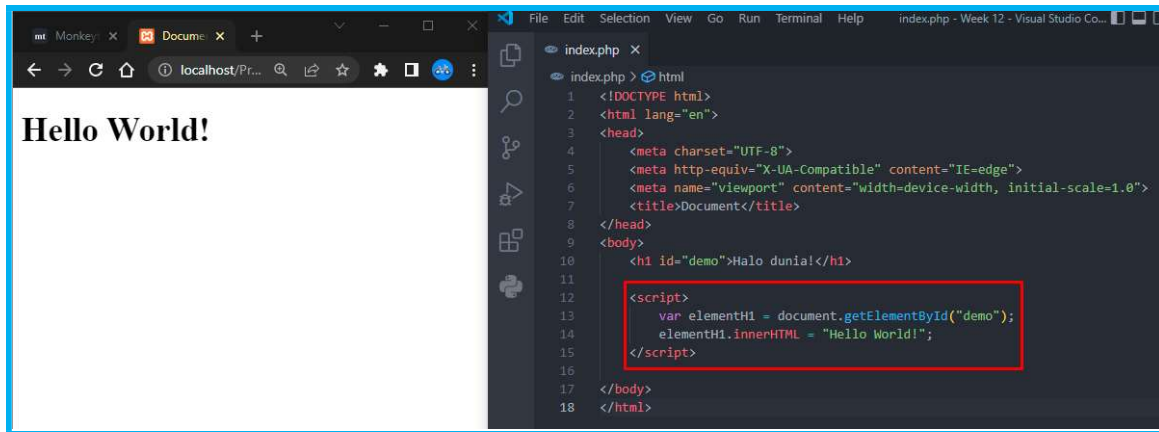 Monkey
Docume
localhost/Pr...
Hello World!
File Edit Selection View Go Run Terminal Help index.php - Week 12 - Visual Studio Co...
index.php
index.php > html
1 <!DOCTYPE html>
2 <html lang="en">
3 <head>
4 <meta charset="UTF-8">
5 <meta http-equiv="X-UA-Compatible" content="IE=edge">
6 <meta name="viewport" content="width=device-width, initial-scale=1.0">
7 <title>Document</title>
8 </head>
9 <body>
10 <h1 id="demo">Halo dunia!</h1>
11
12 <script>
13 var elementH1 = document.getElementById("demo");
14 elementH1.innerHTML = "Hello World!";
15 </script>
16
17 </body>
18 </html>